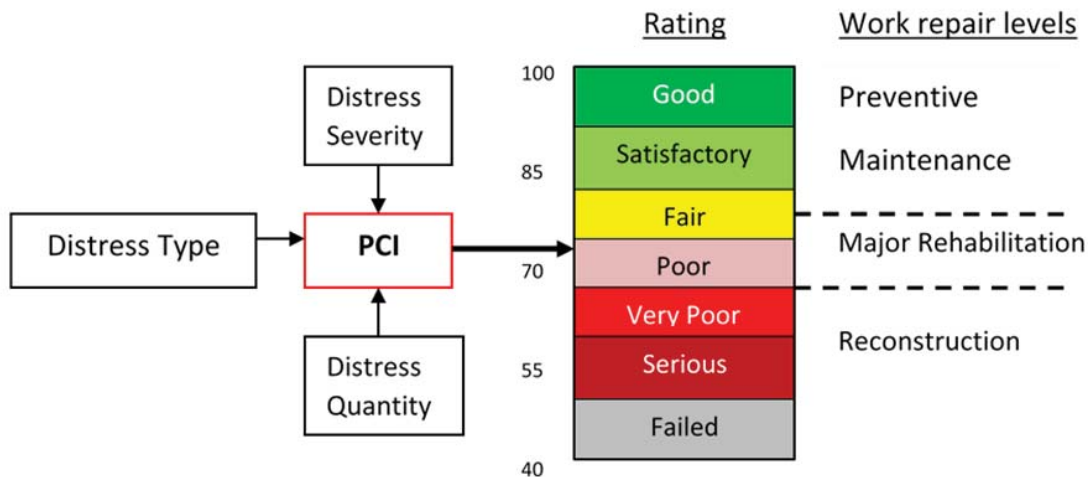 Rating
Work repair levels
100
Distress
Severity
Good
Preventive
Satisfactory
Maintenance
85
Distress Type
PCI
Fair
Major Rehabilitation
70
Poor
Very Poor
Reconstruction
Distress
Quantity
55
Serious
Failed
40